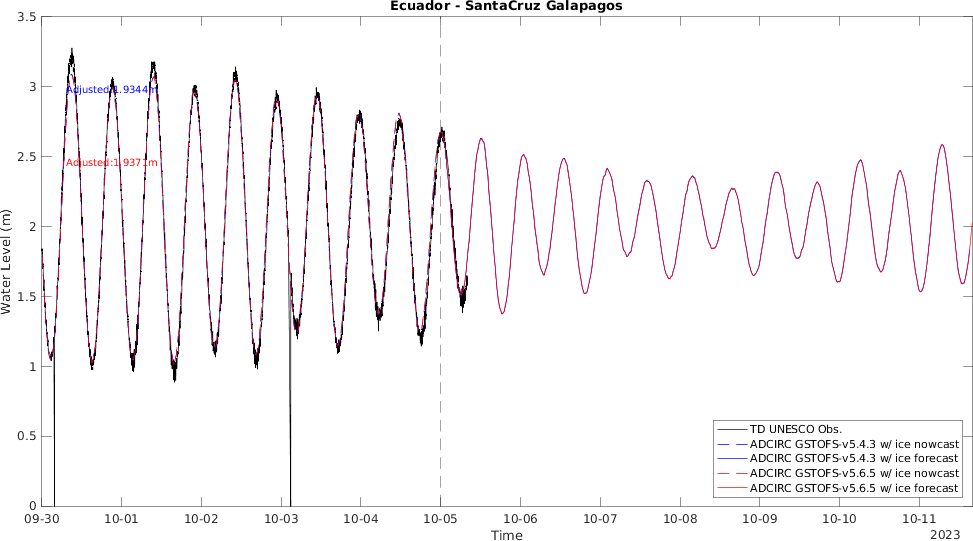 Ecuador - SantaCruz Galapagos
Water Level (m)
3.5
3
2.5
2
1.5
1
0.5
0
Adjusted:1.9344m
Adjusted:1.9371m
TD UNESCO Obs.
ADCIRC GSTOFS-v5.4.3 w/ ice nowcast
ADCIRC GSTOFS-v5.4.3 w/ ice forecast
ADCIRC GSTOFS-v5.6.5 w/ ice nowcast
ADCIRC GSTOFS-v5.6.5 w/ ice forecast
09-30 10-01 10-02 10-03 10-04 10-05 10-06 10-07 10-08 10-09 10-10 10-11
Time
2023